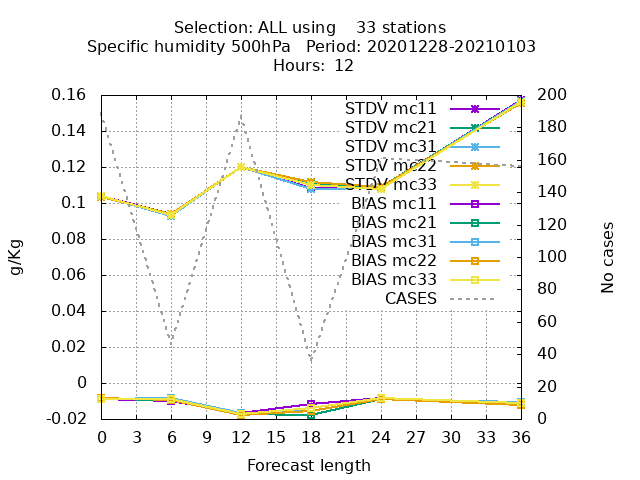 Selection: ALL using 33 stations
Specific humidity 500hPa Period: 20201228-20210103
Hours: 12
0.16
0.14
0.12
0.1
0.08
0.06
0.04
0.02
0
-0.02
g/Kg
STDV mc11
STDV mc21
STDV mc31
STDV mc22
STDV mc33
BIAS mc11
BIAS mc21
BIAS mc31
BIAS mc22
BIAS mc33
CASES
200
180
160
140
120
100
80
60
40
20
0
No cases
0 3 6 9 12 15 18 21 24 27 30 33 36
Forecast length